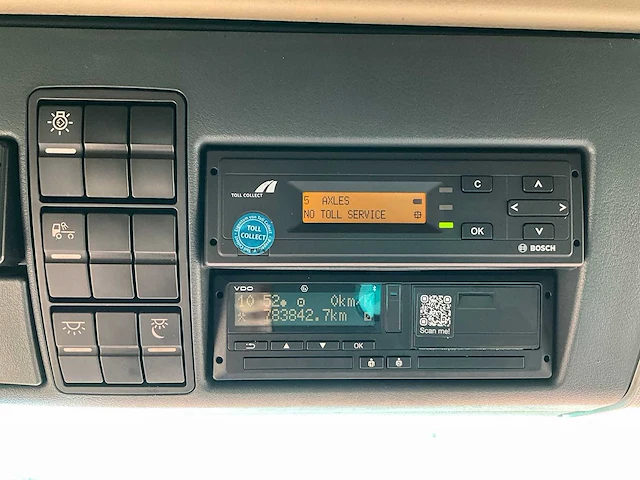 TOLL COLLECT
5 AXLES
NO TOLL SERVICE
TOLL
COLLECT
C
OK
BOSCH
VDO
10 52 0km/
783842.7km
OK
Scan me!